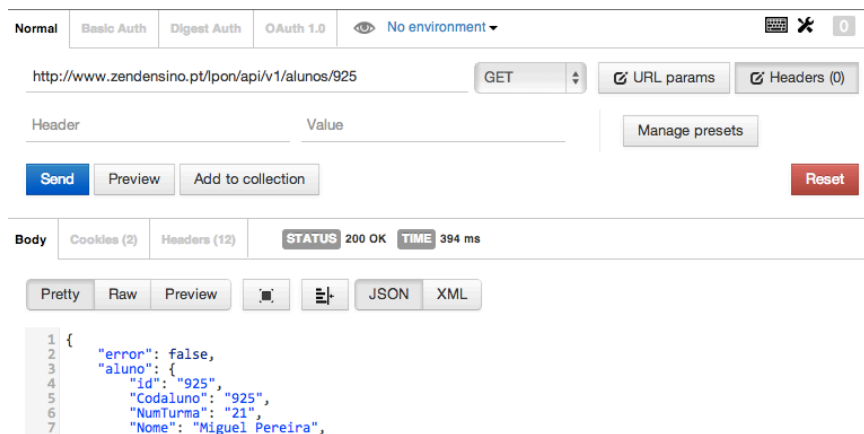 Normal Basic Auth Digest Auth OAuth 1.0 No environment 0
http://www.zendensino.pt/lpon/api/v1/alunos/925 GET URL params Headers (0)
Header Value Manage presets
Send Preview Add to collection Reset
Body Cookies (2) Headers (12) STATUS 200 OK TIME 394 ms
Pretty Raw Preview JSON XML
1 {
2 "error": false,
3 "aluno": {
4 "id": "925",
5 "Codaluno": "925",
6 "NumTurma": "21",
7 "Nome": "Miguel Pereira",